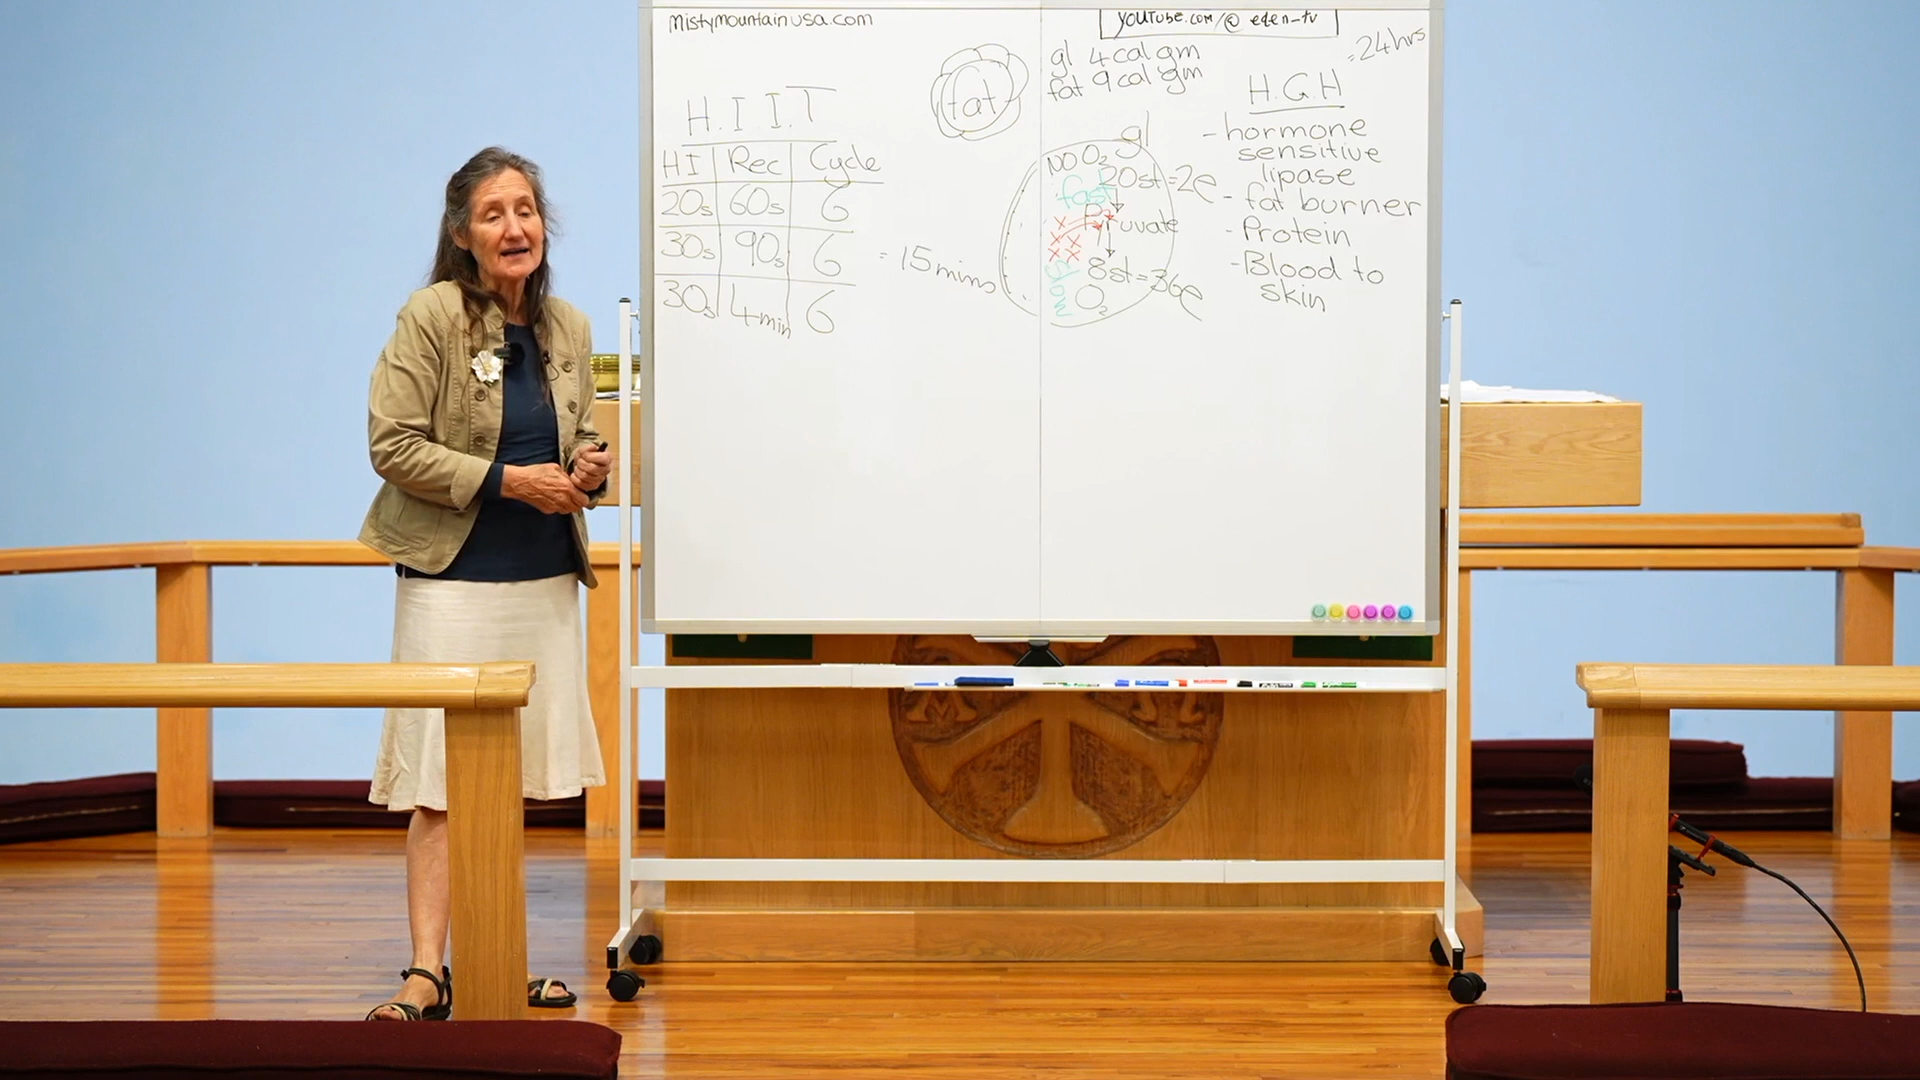 mistymountainusa.com
H.I.I.T
HI Rec Cycle
20s 60s 6
30s 90s 6
= 15 mins
30s 4min 6
fat
YouTube.com/@eden-tv
gl 4 cal gm
fat 9 cal gm
gl
NO O2
20st = 2e
fast
Pyruvate
8st = 36e
slow
O2
= 24hrs
H.G.H
- hormone
sensitive
lipase
- fat burner
- Protein
- Blood to
skin